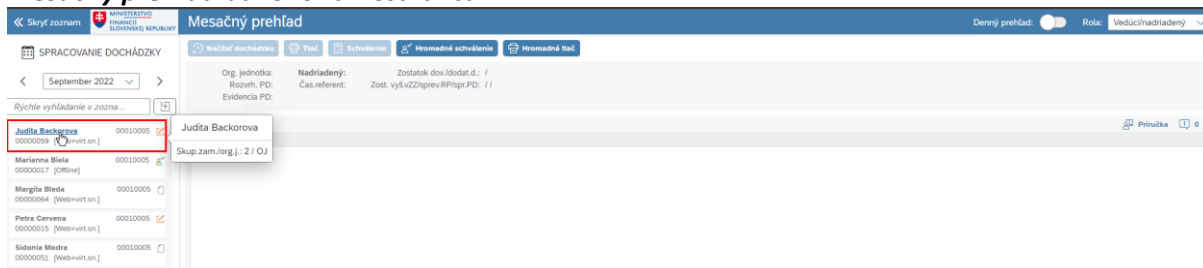 Skryť zoznam
MINISTERSTVO
FINANCIÍ
SLOVENSKEJ REPUBLIKY
Mesačný prehľad
Denný prehľad:
Rola: Vedúci/nadriadený
SPRACOVANIE DOCHÁDZKY
Načítať dochádzku Tlač Schválenie Hromadné schválenie Hromadná tlač
September 2022
Org. jednotka: Nadriadený: Zostatok dov./dodat.d.: /
Rozvrh. PD: Čas.referent: Zost. vyš.vZZ/sprev.RP/spr.PD: / /
Evidencia PD:
Rýchle vyhľadanie v zozna...
Judita Backorova 00010005
00000059 [Web+virt.sn.]
Judita Backorova
Skup.zam./org.j.: 2 / OJ
Príručka 0
Marianna Biela 00010005
00000017 [Offline]
Margita Bleda 00010005
00000064 [Web+virt.sn.]
Petra Cervena 00010005
00000015 [Web+virt.sn.]
Sidonia Modra 00010005
00000051 [Web+virt.sn.]